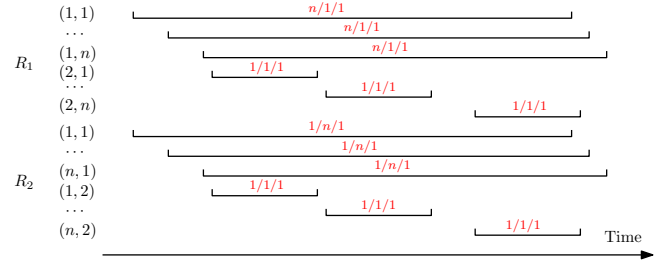 (1, 1) n/1/1
... n/1/1
(1, n) n/1/1
R1
(2, 1) 1/1/1
... 1/1/1
(2, n) 1/1/1
(1, 1) 1/n/1
... 1/n/1
(n, 1) 1/n/1
R2
(1, 2) 1/1/1
... 1/1/1
(n, 2) 1/1/1
Time